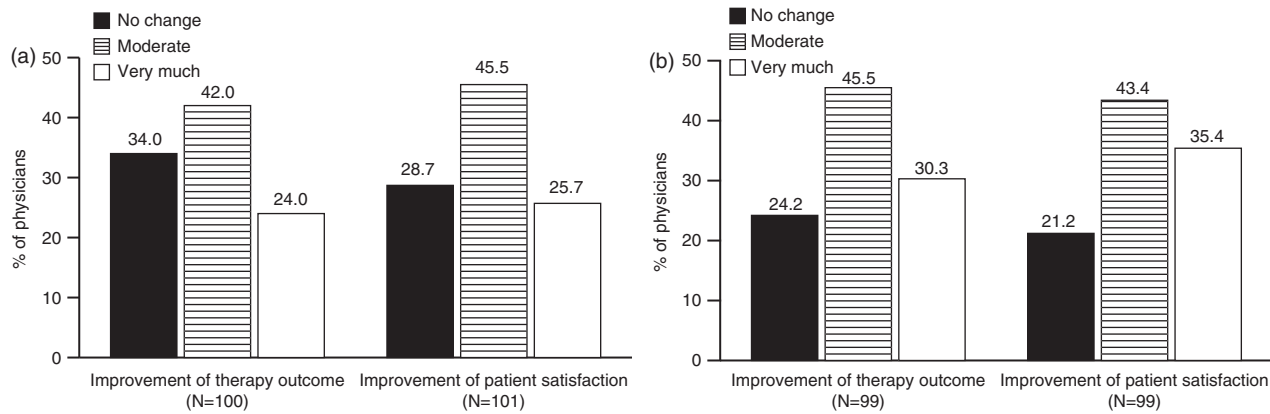 (a)
No change
Moderate
Very much
% of physicians
50
40
30
20
10
0
34.0
42.0
24.0
28.7
45.5
25.7
Improvement of therapy outcome
(N=100)
Improvement of patient satisfaction
(N=101)
(b)
No change
Moderate
Very much
% of physicians
50
40
30
20
10
0
24.2
45.5
30.3
21.2
43.4
35.4
Improvement of therapy outcome
(N=99)
Improvement of patient satisfaction
(N=99)